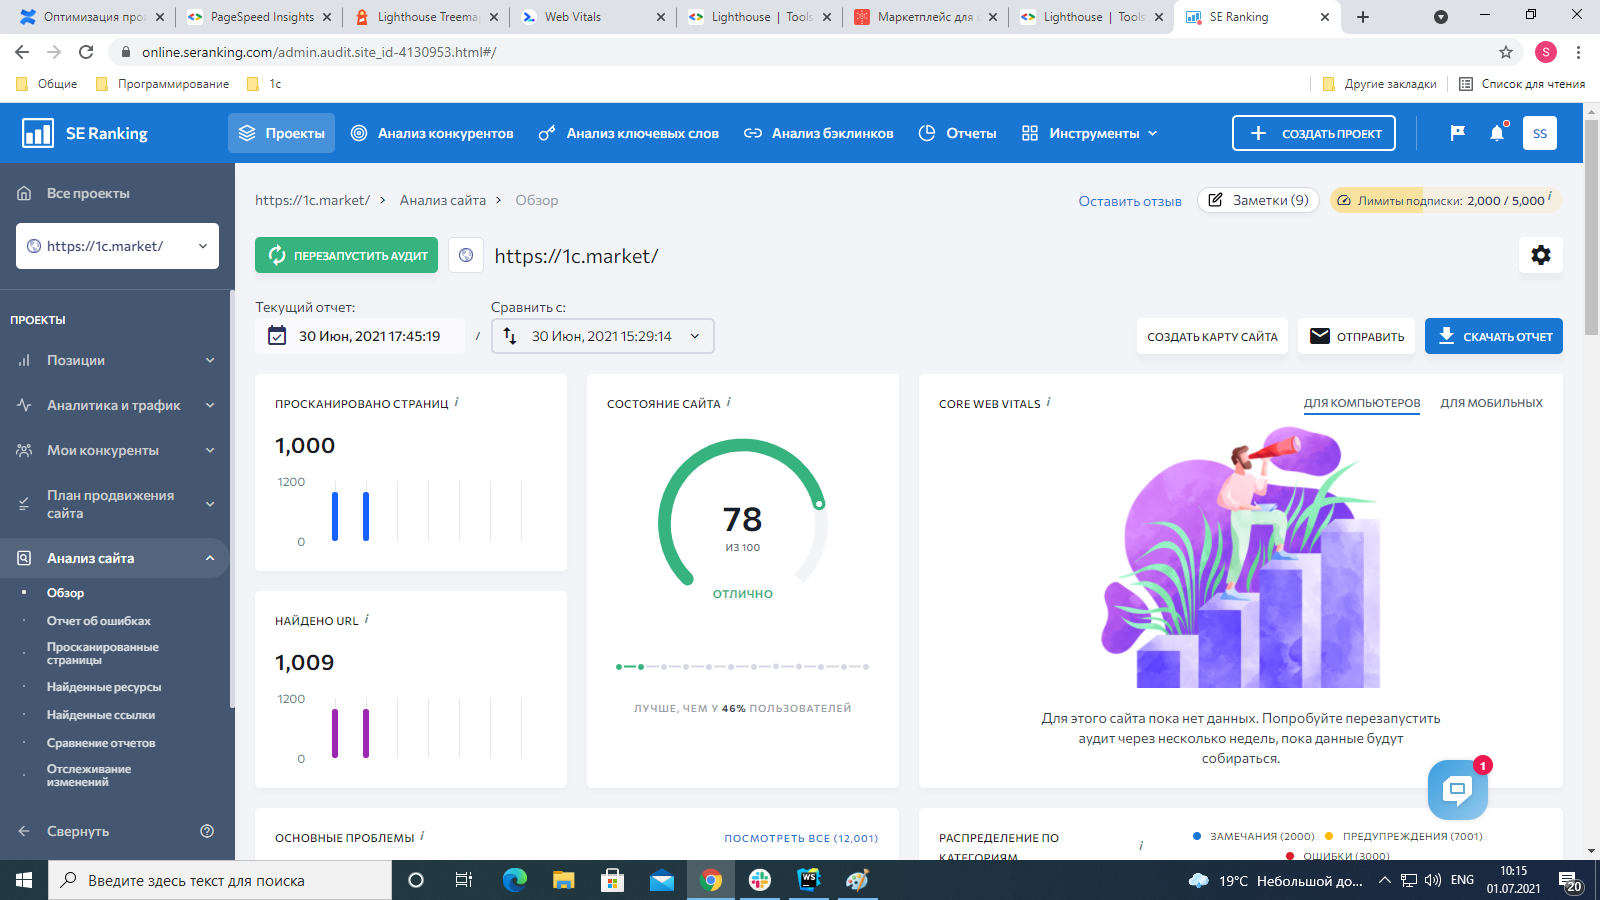 Оптимизация про
PageSpeed Insights
Lighthouse Treemap
Web Vitals
Lighthouse | Tools
Маркетплейс для
Lighthouse | Tools
SE Ranking
online.seranking.com/admin.audit.site_id-4130953.html#/
S
Общие
Программирование
1с
Другие закладки
Список для чтения
SE Ranking
Проекты
Анализ конкурентов
Анализ ключевых слов
Анализ бэклинков
Отчеты
Инструменты
СОЗДАТЬ ПРОЕКТ
SS
Все проекты
https://1c.market/
ПРОЕКТЫ
Позиции
Аналитика и трафик
Мои конкуренты
План продвижения
сайта
Анализ сайта
Обзор
Отчет об ошибках
Просканированные
страницы
Найденные ресурсы
Найденные ссылки
Сравнение отчетов
Отслеживание
изменений
Свернуть
https://1c.market/ > Анализ сайта > Обзор
Оставить отзыв
Заметки (9)
Лимиты подписки: 2,000 / 5,000 i
ПЕРЕЗАПУСТИТЬ АУДИТ
https://1c.market/
Текущий отчет:
30 Июн, 2021 17:45:19
/
Сравнить с:
30 Июн, 2021 15:29:14
СОЗДАТЬ КАРТУ САЙТА
ОТПРАВИТЬ
СКАЧАТЬ ОТЧЕТ
ПРОСКАНИРОВАНО СТРАНИЦ i
1,000
1200
0
НАЙДЕНО URL i
1,009
1200
0
СОСТОЯНИЕ САЙТА i
78
ИЗ 100
ОТЛИЧНО
ЛУЧШЕ, ЧЕМ У 46% ПОЛЬЗОВАТЕЛЕЙ
CORE WEB VITALS i
ДЛЯ КОМПЬЮТЕРОВ
ДЛЯ МОБИЛЬНЫХ
Для этого сайта пока нет данных. Попробуйте перезапустить
аудит через несколько недель, пока данные будут
собираться.
1
ОСНОВНЫЕ ПРОБЛЕМЫ i
ПОСМОТРЕТЬ ВСЕ (12,001)
РАСПРЕДЕЛЕНИЕ ПО
КАТЕГОРИЯМ
i
ЗАМЕЧАНИЯ (2000)
ПРЕДУПРЕЖДЕНИЯ (7001)
ОШИБКИ (3000)
Введите здесь текст для поиска
WS
19°C Небольшой до...
ENG
10:15
01.07.2021
20